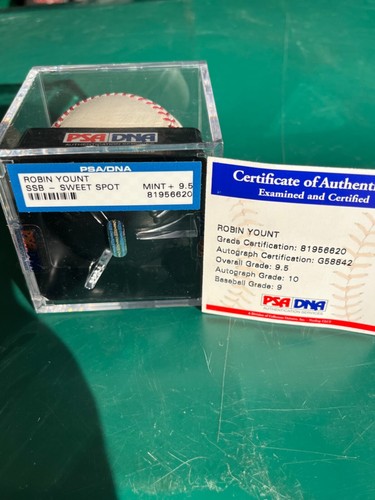 PSA DNA
PSA/DNA
ROBIN YOUNT
SSB - SWEET SPOT MINT+ 9.5
81956620
Certificate of Authenti
Examined and Certified
ROBIN YOUNT
Grade Certification: 81956620
Autograph Certification: G58842
Overall Grade: 9.5
Autograph Grade: 10
Baseball Grade: 9
PSA DNA